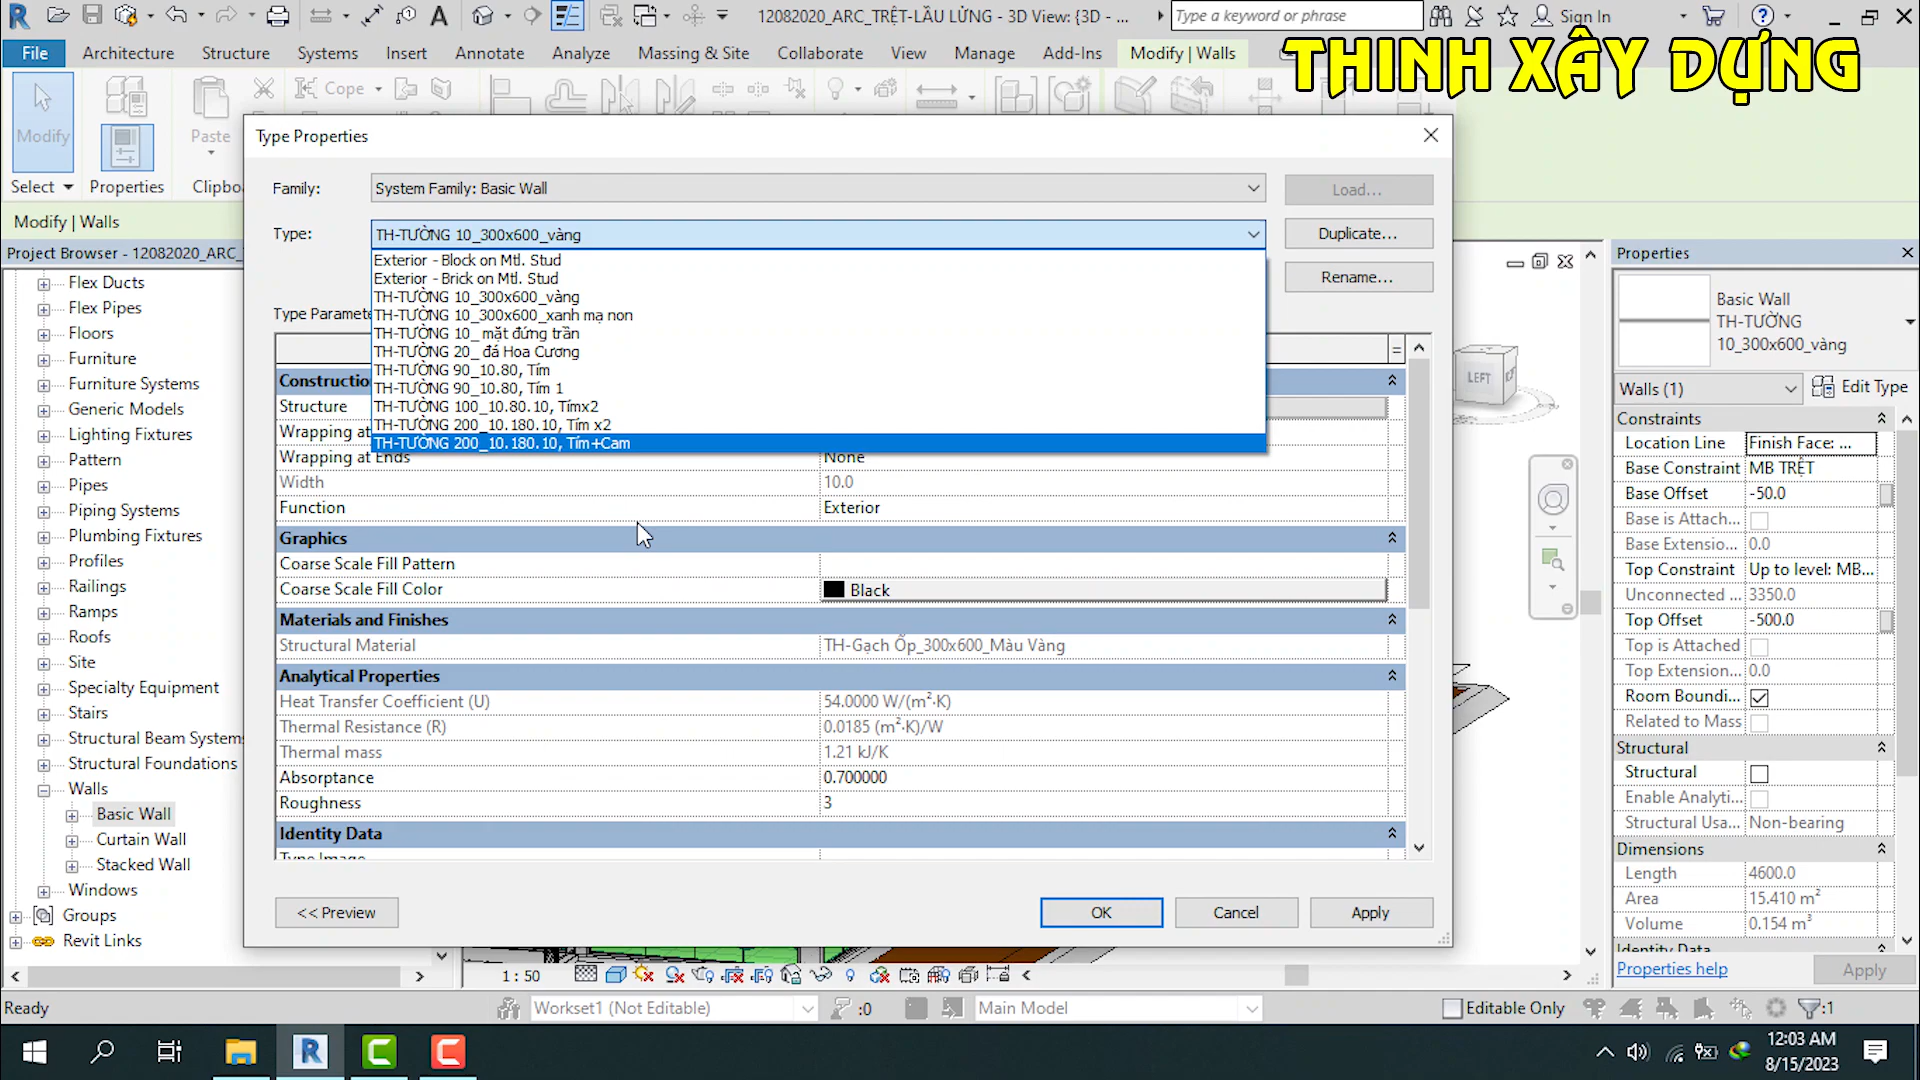 12082020_ARC_TRỆT-LẦU LỬNG - 3D View: {3D - ...
Type a keyword or phrase
Sign In
File Architecture Structure Systems Insert Annotate Analyze Massing & Site Collaborate View Manage Add-Ins Modify | Walls
THINH XÂY DỰNG
Modify
Paste
Cope
Select
Properties
Clipbo
Modify | Walls
Project Browser - 12082020_ARC_
Flex Ducts
Flex Pipes
Floors
Furniture
Furniture Systems
Generic Models
Lighting Fixtures
Pattern
Pipes
Piping Systems
Plumbing Fixtures
Profiles
Railings
Ramps
Roofs
Site
Specialty Equipment
Stairs
Structural Beam Systems
Structural Foundations
Walls
Basic Wall
Curtain Wall
Stacked Wall
Windows
Groups
Revit Links
Type Properties
Family:
System Family: Basic Wall
Load...
Type:
TH-TƯỜNG 10_300x600_vàng
Duplicate...
Rename...
Exterior - Block on Mtl. Stud
Exterior - Brick on Mtl. Stud
TH-TƯỜNG 10_300x600_vàng
TH-TƯỜNG 10_300x600_xanh mạ non
TH-TƯỜNG 10_ mặt đứng trần
TH-TƯỜNG 20_ đá Hoa Cương
TH-TƯỜNG 90_10.80, Tím
TH-TƯỜNG 90_10.80, Tím 1
TH-TƯỜNG 100_10.80.10, Tímx2
TH-TƯỜNG 200_10.180.10, Tím x2
TH-TƯỜNG 200_10.180.10, Tím+Cam
Type Paramete
=
Constructio
Structure
Wrapping at
Wrapping at Ends None
Width 10.0
Function Exterior
Graphics
Coarse Scale Fill Pattern
Coarse Scale Fill Color Black
Materials and Finishes
Structural Material TH-Gạch Ốp_300x600_Màu Vàng
Analytical Properties
Heat Transfer Coefficient (U) 54.0000 W/(m²·K)
Thermal Resistance (R) 0.0185 (m²·K)/W
Thermal mass 1.21 kJ/K
Absorptance 0.700000
Roughness 3
Identity Data
Type Image
<< Preview
OK
Cancel
Apply
LEFT
Properties
Basic Wall
TH-TƯỜNG
10_300x600_vàng
Walls (1)
Edit Type
Constraints
Location Line Finish Face: ...
Base Constraint MB TRỆT
Base Offset -50.0
Base is Attach...
Base Extensio... 0.0
Top Constraint Up to level: MB...
Unconnected ... 3350.0
Top Offset -500.0
Top is Attached
Top Extension... 0.0
Room Boundi...
Related to Mass
Structural
Structural
Enable Analyti...
Structural Usa... Non-bearing
Dimensions
Length 4600.0
Area 15.410 m²
Volume 0.154 m³
Identity Data
Properties help
Apply
1 : 50
Ready
Workset1 (Not Editable)
:0
Main Model
Editable Only
:1
12:03 AM
8/15/2023